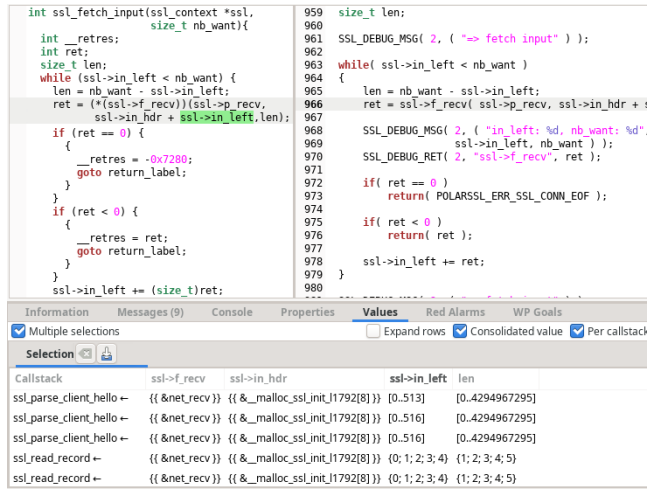 int ssl_fetch_input(ssl_context *ssl,
size_t nb_want){
int __retres;
int ret;
size_t len;
while (ssl->in_left < nb_want) {
len = nb_want - ssl->in_left;
ret = (*(ssl->f_recv))(ssl->p_recv,
ssl->in_hdr + ssl->in_left,len);
if (ret == 0) {
{
__retres = -0x7280;
goto return_label;
}
}
if (ret < 0) {
{
__retres = ret;
goto return_label;
}
}
ssl->in_left += (size_t)ret;
959 size_t len;
960
961 SSL_DEBUG_MSG( 2, ( "=> fetch input" ) );
962
963 while( ssl->in_left < nb_want )
964 {
965 len = nb_want - ssl->in_left;
966 ret = ssl->f_recv( ssl->p_recv, ssl->in_hdr + s
967
968 SSL_DEBUG_MSG( 2, ( "in_left: %d, nb_want: %d"
969 ssl->in_left, nb_want ) );
970 SSL_DEBUG_RET( 2, "ssl->f_recv", ret );
971
972 if( ret == 0 )
973 return( POLARSSL_ERR_SSL_CONN_EOF );
974
975 if( ret < 0 )
976 return( ret );
977
978 ssl->in_left += ret;
979 }
980
Information Messages (9) Console Properties Values Red Alarms WP Goals
Multiple selections Expand rows Consolidated value Per callstack
Selection
Callstack ssl->f_recv ssl->in_hdr ssl->in_left len
ssl_parse_client_hello ← {{ &net_recv }} {{ &__malloc_ssl_init_l1792[8] }} [0..513] [0..4294967295]
ssl_parse_client_hello ← {{ &net_recv }} {{ &__malloc_ssl_init_l1792[8] }} [0..516] [0..4294967295]
ssl_parse_client_hello ← {{ &net_recv }} {{ &__malloc_ssl_init_l1792[8] }} [0..516] [0..4294967295]
ssl_read_record ← {{ &net_recv }} {{ &__malloc_ssl_init_l1792[8] }} {0; 1; 2; 3; 4} {1; 2; 3; 4; 5}
ssl_read_record ← {{ &net_recv }} {{ &__malloc_ssl_init_l1792[8] }} {0; 1; 2; 3; 4} {1; 2; 3; 4; 5}